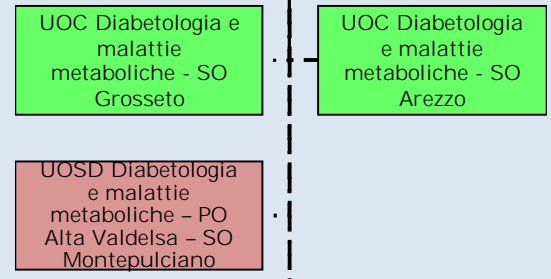 UOC Diabetologia e
malattie
metaboliche - SO
Grosseto
UOC Diabetologia
e malattie
metaboliche - SO
Arezzo
UOSD Diabetologia
e malattie
metaboliche – PO
Alta Valdelsa – SO
Montepulciano